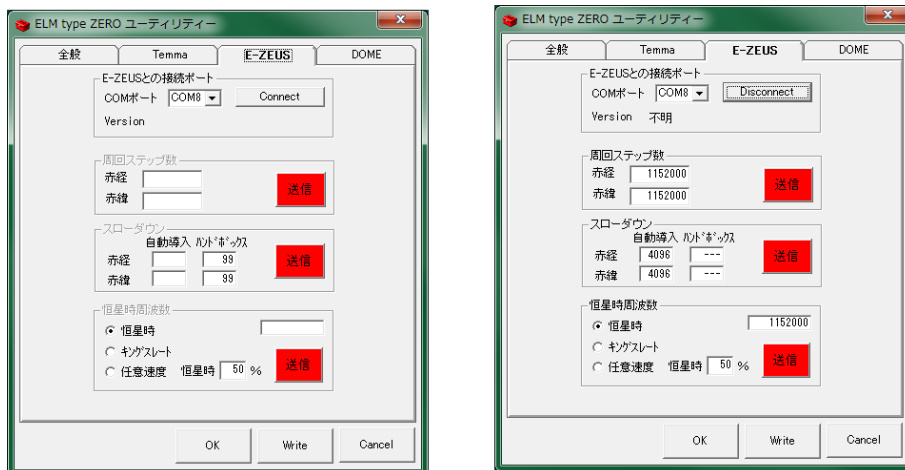 ELM type ZERO ユーティリティー
全般 Temma E-ZEUS DOME
E-ZEUSとの接続ポート
COMポート COM8 Connect
Version
周回ステップ数
赤経
赤緯
送信
スローダウン
自動導入 ハンドボックス
赤経 99
赤緯 99
送信
恒星時周波数
恒星時
キングスレート
任意速度 恒星時 50 %
送信
OK Write Cancel
ELM type ZERO ユーティリティー
全般 Temma E-ZEUS DOME
E-ZEUSとの接続ポート
COMポート COM8 Disconnect
Version 不明
周回ステップ数
赤経 1152000
赤緯 1152000
送信
スローダウン
自動導入 ハンドボックス
赤経 4096 ---
赤緯 4096 ---
送信
恒星時周波数
恒星時 1152000
キングスレート
任意速度 恒星時 50 %
送信
OK Write Cancel